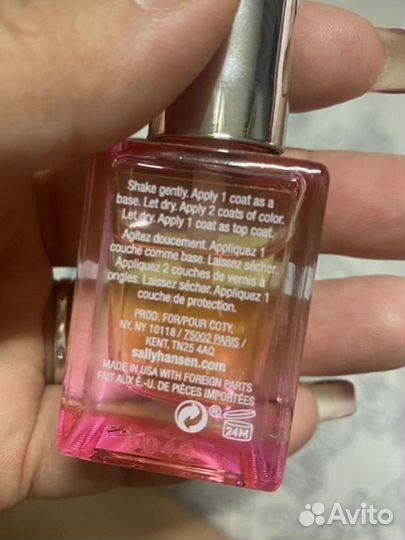 Shake gently. Apply 1 coat as a
base. Let dry. Apply 2 coats of color.
Let dry. Apply 1 coat as top coat.
Agitez doucement. Appliquez 1
couche comme base. Laissez sécher.
Appliquez 2 couches de vernis à
ongles. Laissez sécher. Appliquez 1
couche de protection.
PROD. FOR/POUR COTY,
NY, NY 10118 / 75002 PARIS /
KENT, TN25 4AQ
sallyhansen.com
MADE IN USA WITH FOREIGN PARTS
FAIT AUX É.-U. DE PIÈCES IMPORTÉES
24M
Avito